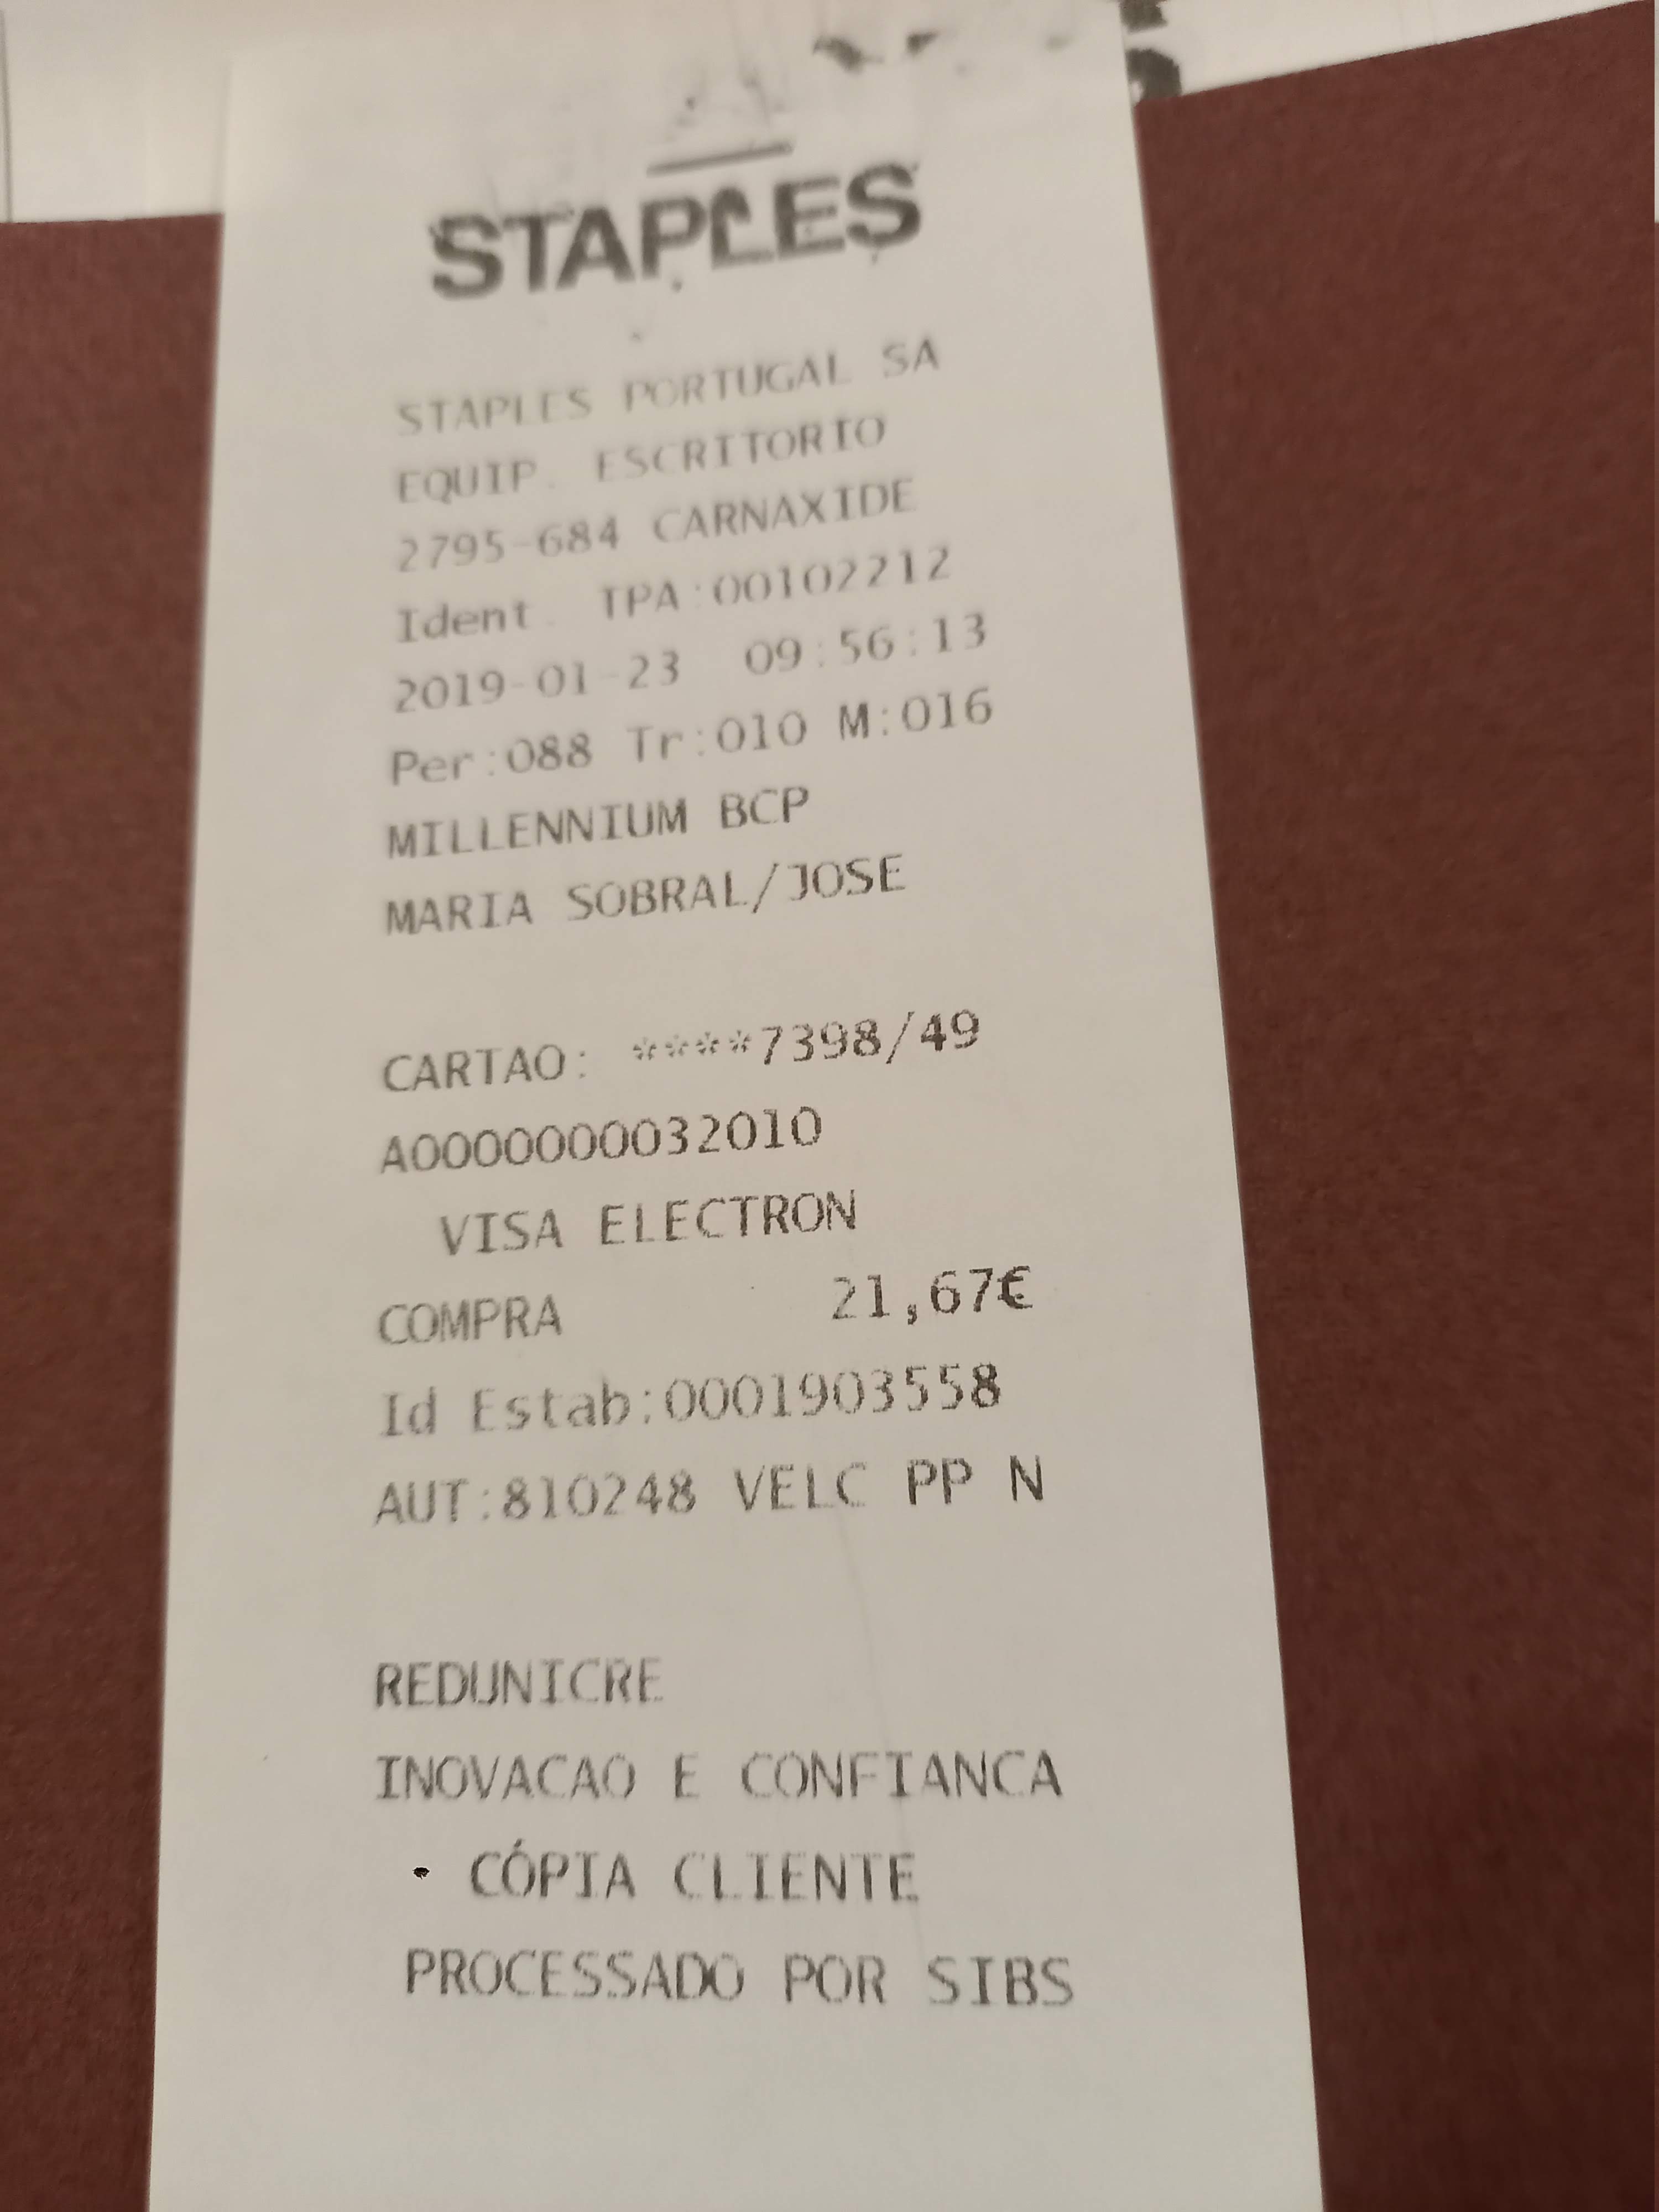 STAPLES
STAPLES PORTUGAL SA
EQUIP. ESCRITORIO
2795-684 CARNAXIDE
Ident. TPA:00102212
2019-01-23 09:56:13
Per:088 Tr:010 M:016
MILLENNIUM BCP
MARIA SOBRAL/JOSE
CARTAO: ****7398/49
A0000000032010
VISA ELECTRON
COMPRA 21,67€
Id Estab:0001903558
AUT:810248 VELC PP N
REDUNICRE
INOVACAO E CONFIANCA
CÓPIA CLIENTE
PROCESSADO POR SIBS